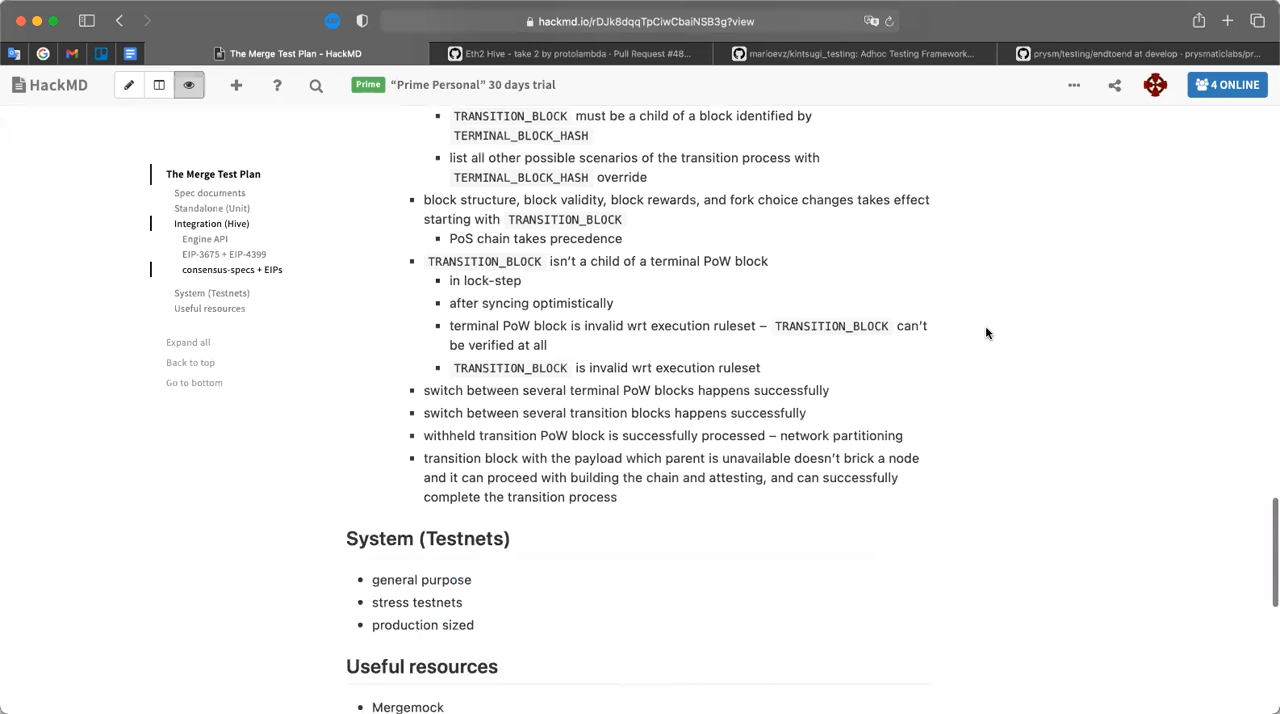 hackmd.io/rDJk8dqqTpCiwCbaiNSB3g?view
The Merge Test Plan - HackMD
Eth2 Hive - take 2 by protolambda · Pull Request #48...
marioevz/kintsugi_testing: Adhoc Testing Framework...
prysm/testing/endtoend at develop · prysmaticlabs/pr...
HackMD
Prime
“Prime Personal” 30 days trial
4 ONLINE
The Merge Test Plan
Spec documents
Standalone (Unit)
Integration (Hive)
Engine API
EIP-3675 + EIP-4399
consensus-specs + EIPs
System (Testnets)
Useful resources
Expand all
Back to top
Go to bottom
TRANSITION_BLOCK must be a child of a block identified by
TERMINAL_BLOCK_HASH
list all other possible scenarios of the transition process with
TERMINAL_BLOCK_HASH override
block structure, block validity, block rewards, and fork choice changes takes effect
starting with TRANSITION_BLOCK
PoS chain takes precedence
TRANSITION_BLOCK isn’t a child of a terminal PoW block
in lock-step
after syncing optimistically
terminal PoW block is invalid wrt execution ruleset – TRANSITION_BLOCK can’t
be verified at all
TRANSITION_BLOCK is invalid wrt execution ruleset
switch between several terminal PoW blocks happens successfully
switch between several transition blocks happens successfully
withheld transition PoW block is successfully processed – network partitioning
transition block with the payload which parent is unavailable doesn’t brick a node
and it can proceed with building the chain and attesting, and can successfully
complete the transition process
System (Testnets)
general purpose
stress testnets
production sized
Useful resources
Mergemock